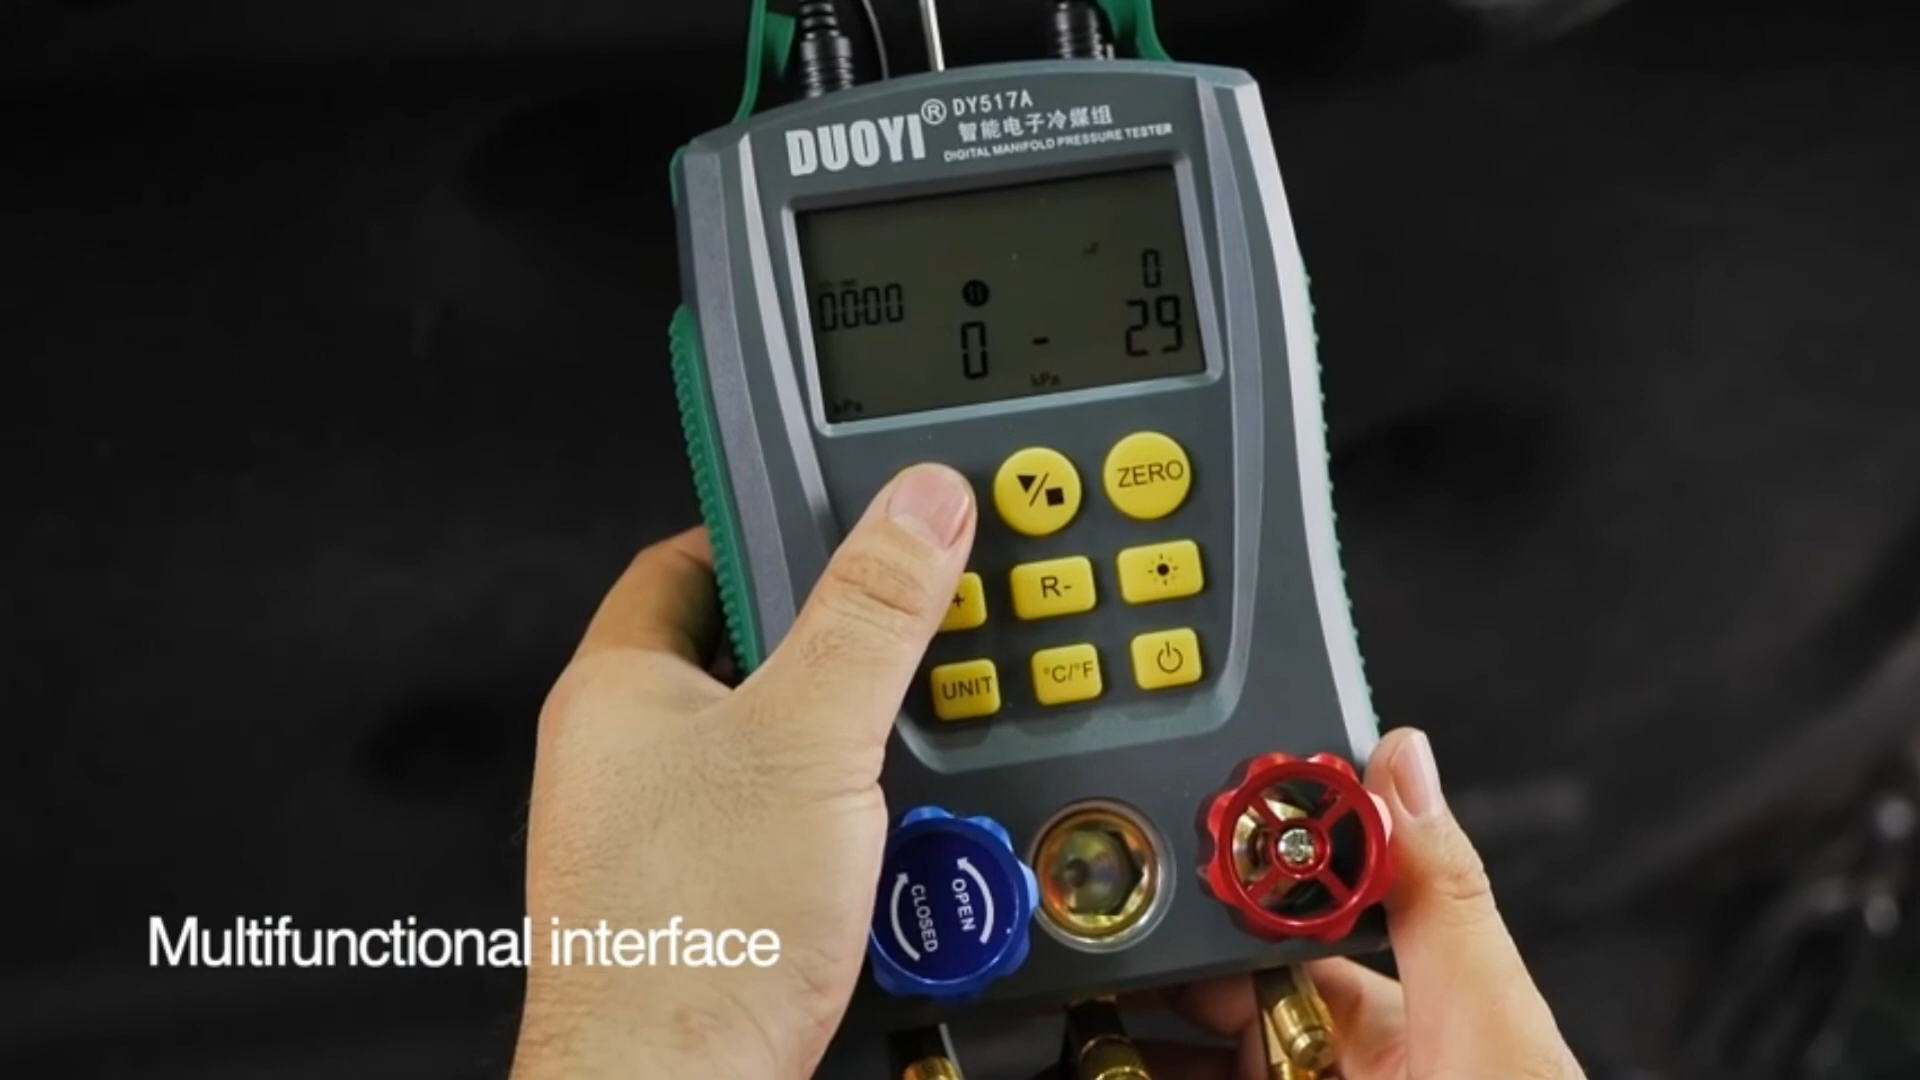 DUOYI® DY517A
智能电子冷媒组
DIGITAL MANIFOLD PRESSURE TESTER
0
0000
0 - 29
kPa
kPa
ZERO
+ R-
UNIT °C/°F
OPEN
CLOSED
Multifunctional interface